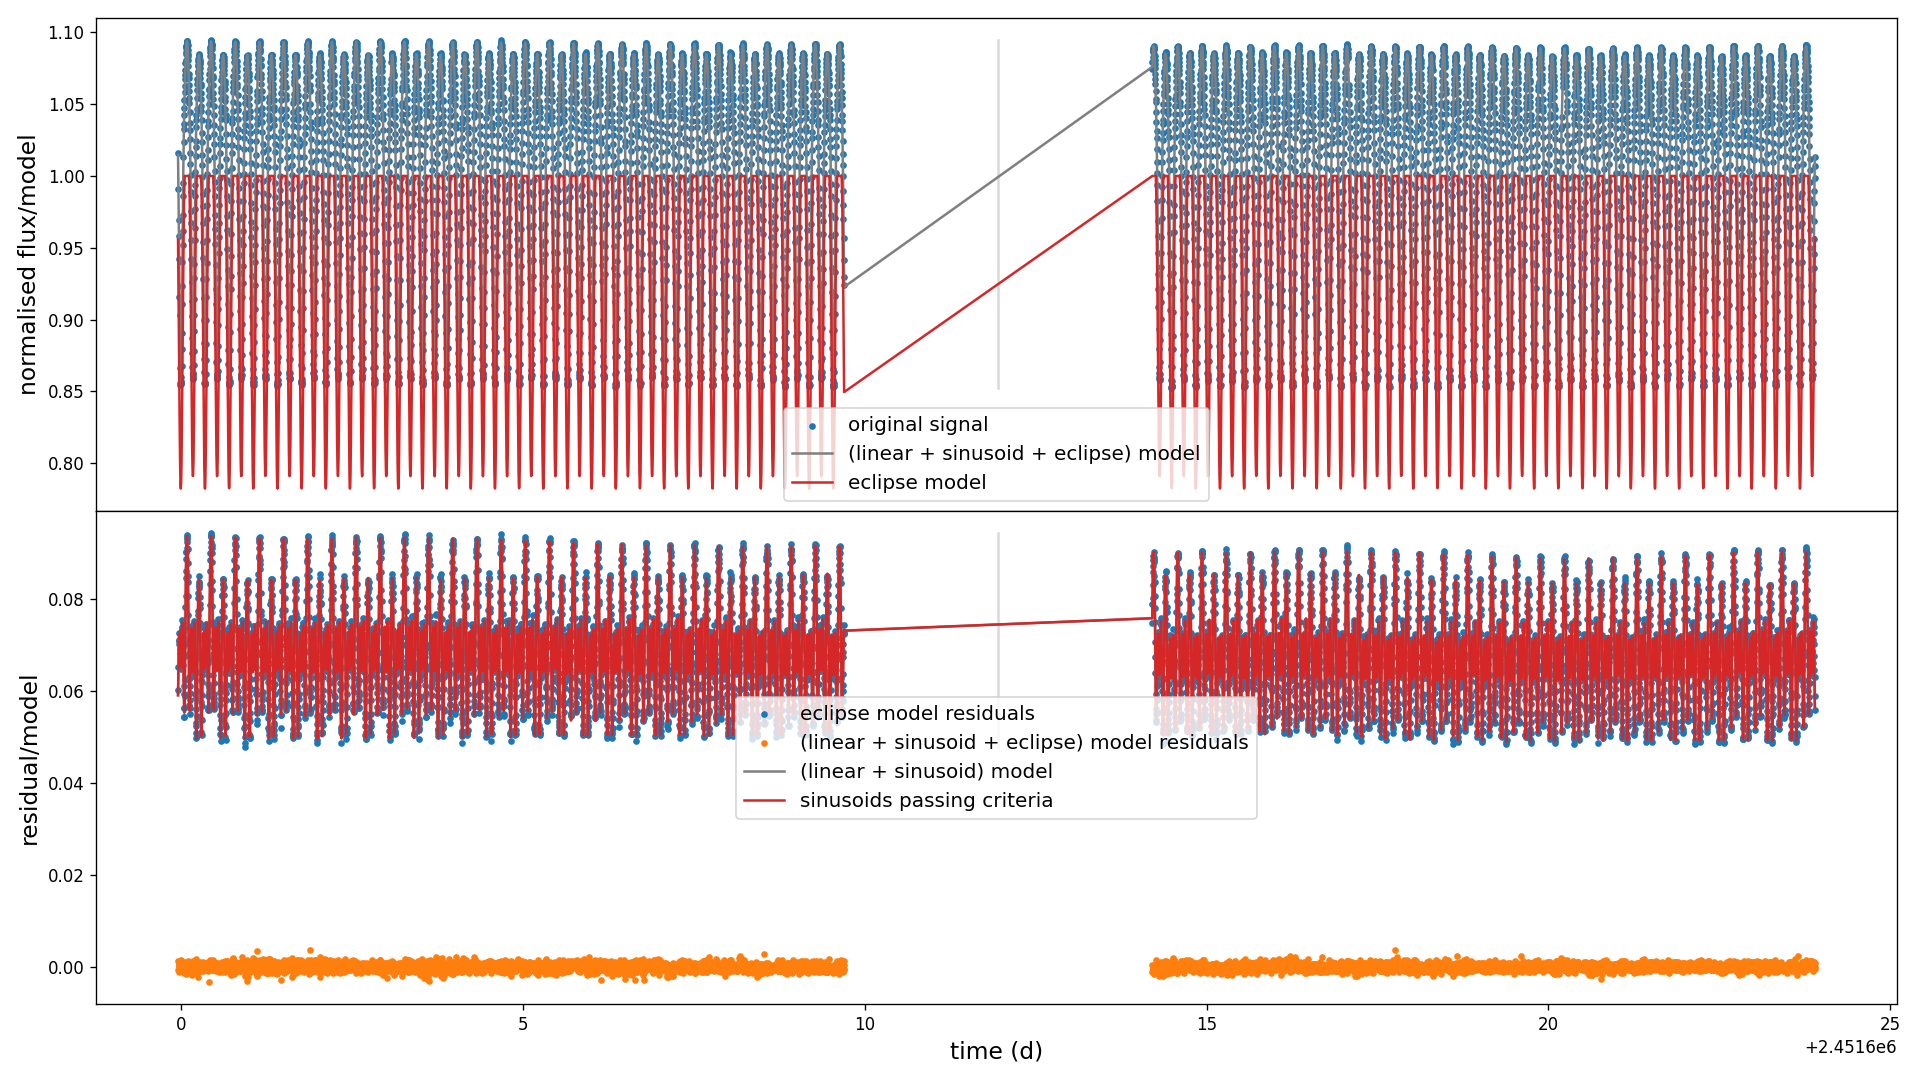 1.10
1.05
1.00
0.95
0.90
0.85
0.80
normalised flux/model
original signal
(linear + sinusoid + eclipse) model
eclipse model
0.08
0.06
0.04
0.02
0.00
residual/model
eclipse model residuals
(linear + sinusoid + eclipse) model residuals
(linear + sinusoid) model
sinusoids passing criteria
0
5
10
15
20
25
+2.4516e6
time (d)